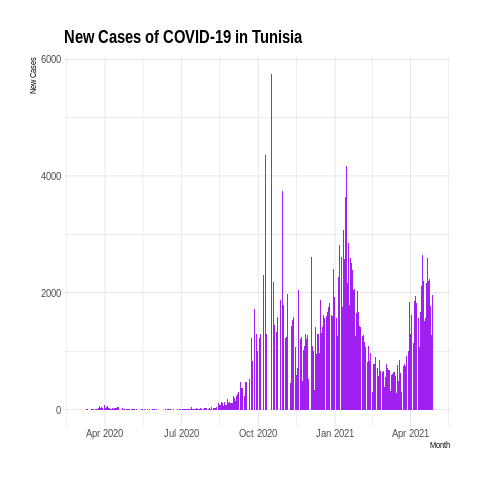 New Cases of COVID-19 in Tunisia
New Cases
6000
4000
2000
0
Apr 2020 Jul 2020 Oct 2020 Jan 2021 Apr 2021
Month